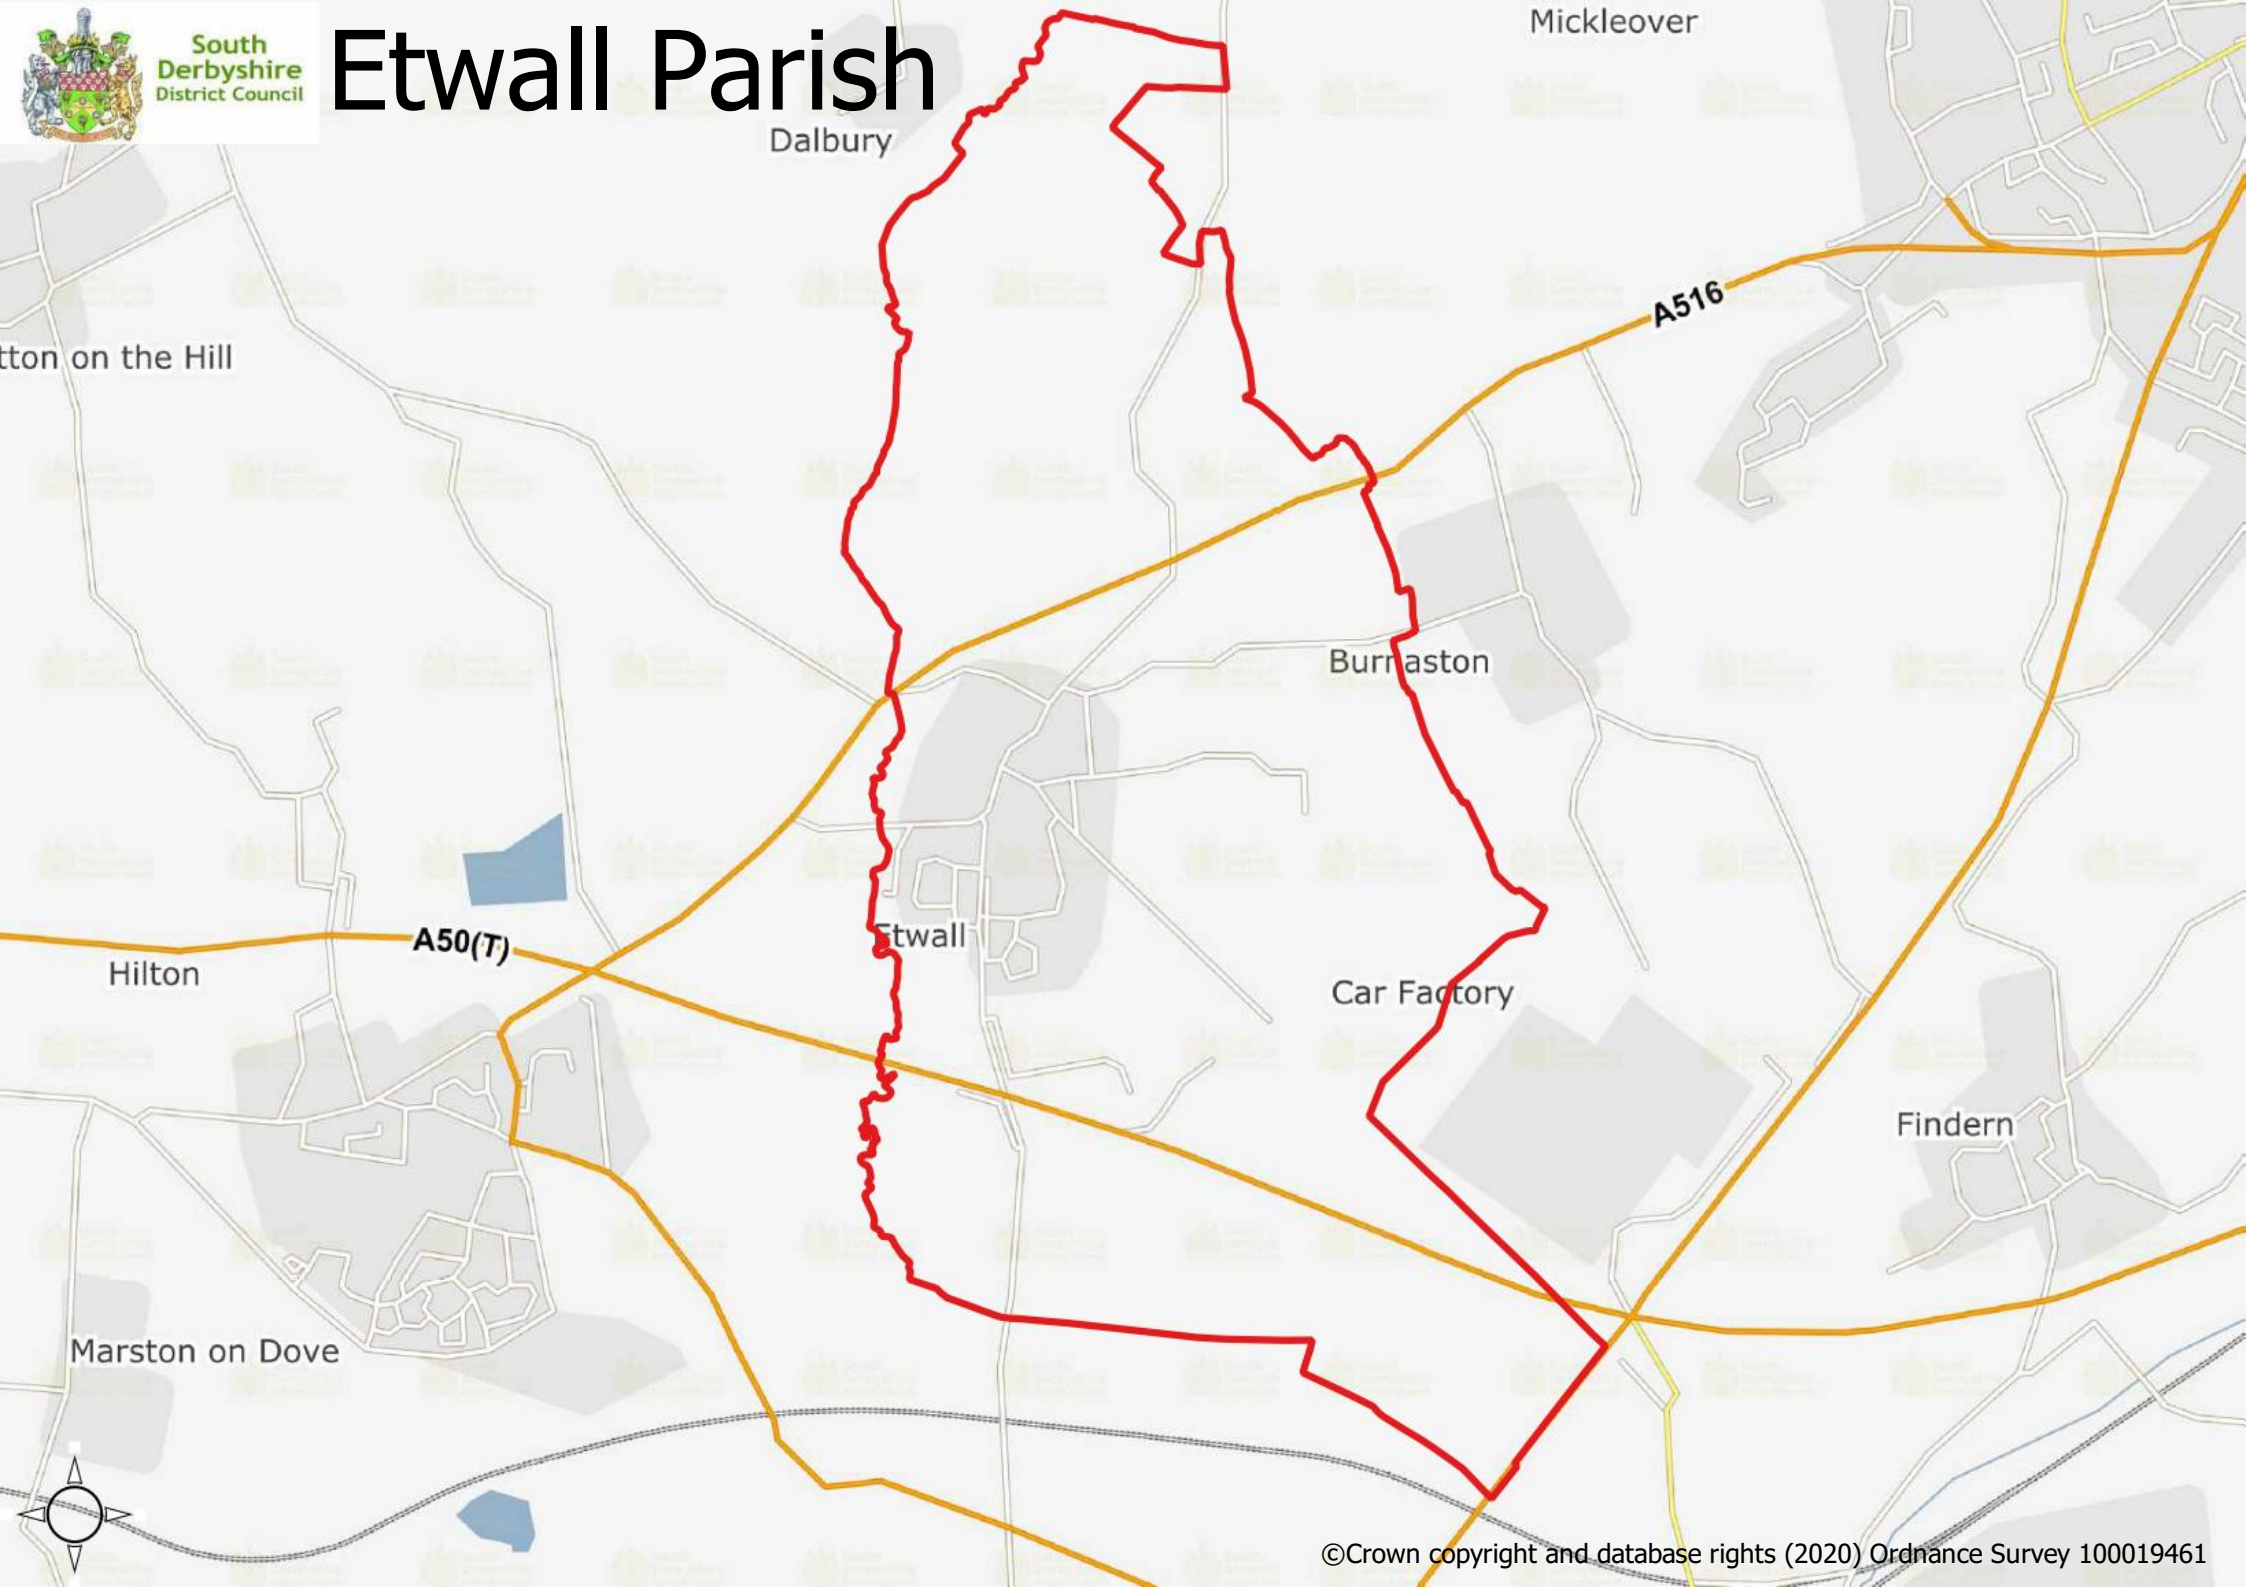 South
Derbyshire
District Council
Etwall Parish
Mickleover
Dalbury
A516
tton on the Hill
Burnaston
Etwall
A50(T)
Hilton
Car Factory
Findern
Marston on Dove
©Crown copyright and database rights (2020) Ordnance Survey 100019461